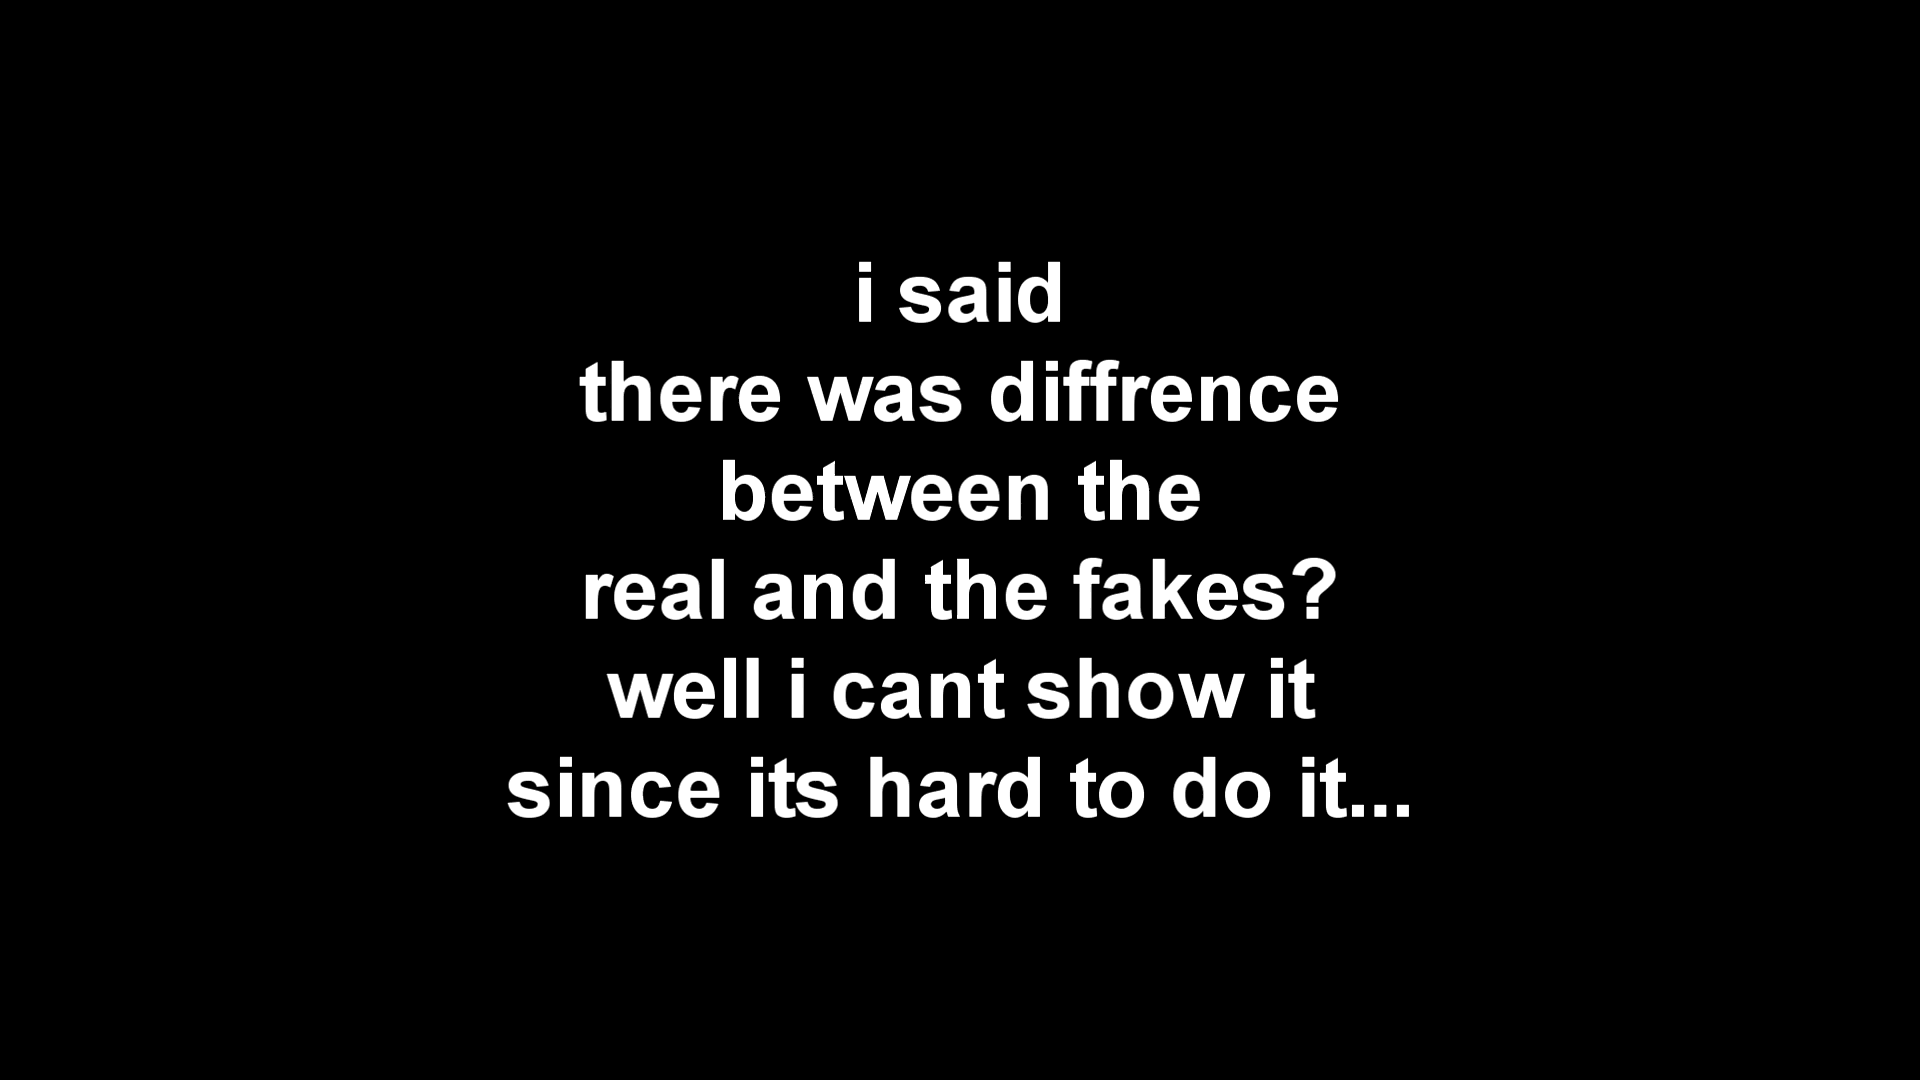 i said
there was diffrence
between the
real and the fakes?
well i cant show it
since its hard to do it...